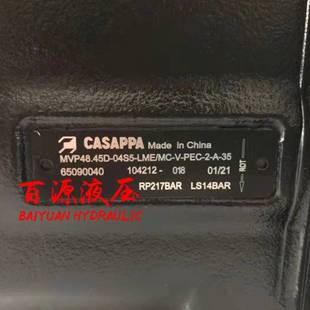 CASAPPA Made in China
MVP48.45D-04S5-LME/MC-V-PEC-2-A-35
65090040 104212 - 018 01/21
RP217BAR LS14BAR
ROT
百源液压
BAIYUAN HYDRAULIC